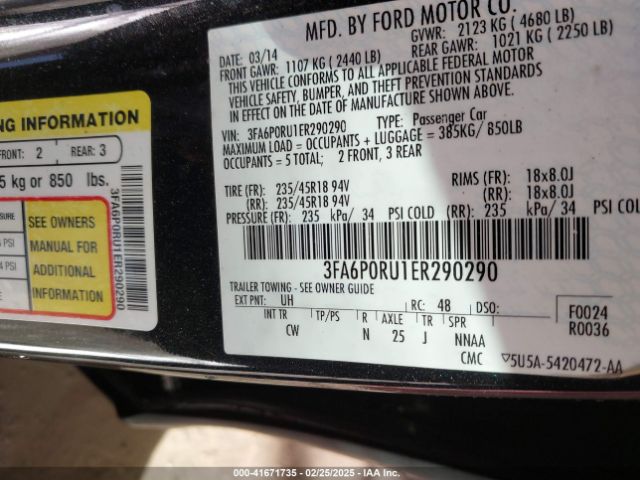 MFD. BY FORD MOTOR CO.
DATE: 03/14
GVWR: 2123 KG ( 4680 LB)
FRONT GAWR: 1107 KG ( 2440 LB)
REAR GAWR: 1021 KG ( 2250 LB)
THIS VEHICLE CONFORMS TO ALL APPLICABLE FEDERAL MOTOR
VEHICLE SAFETY, BUMPER, AND THEFT PREVENTION STANDARDS
IN EFFECT ON THE DATE OF MANUFACTURE SHOWN ABOVE.
VIN: 3FA6P0RU1ER290290 TYPE: Passenger Car
MAXIMUM LOAD = OCCUPANTS + LUGGAGE = 385KG/ 850LB
OCCUPANTS = 5 TOTAL; 2 FRONT, 3 REAR
TIRE (FR): 235/45R18 94V RIMS (FR): 18x8.0J
(RR): 235/45R18 94V (RR): 18x8.0J
PRESSURE (FR): 235 kPa/ 34 PSI COLD (RR): 235 kPa/ 34 PSI COL
3FA6P0RU1ER290290
TRAILER TOWING - SEE OWNER GUIDE
EXT PNT: UH RC: 48 DSO:
F0024
R0036
INT TR TP/PS R AXLE TR SPR
CW N 25 J NNAA
CMC 5U5A-5420472-AA
NG INFORMATION
FRONT: 2 REAR: 3
5 kg or 850 lbs.
SEE OWNERS
MANUAL FOR
ADDITIONAL
INFORMATION
PSI
PSI
3FA6P0RU1ER290290
000-41671735 - 02/25/2025 - IAA Inc.